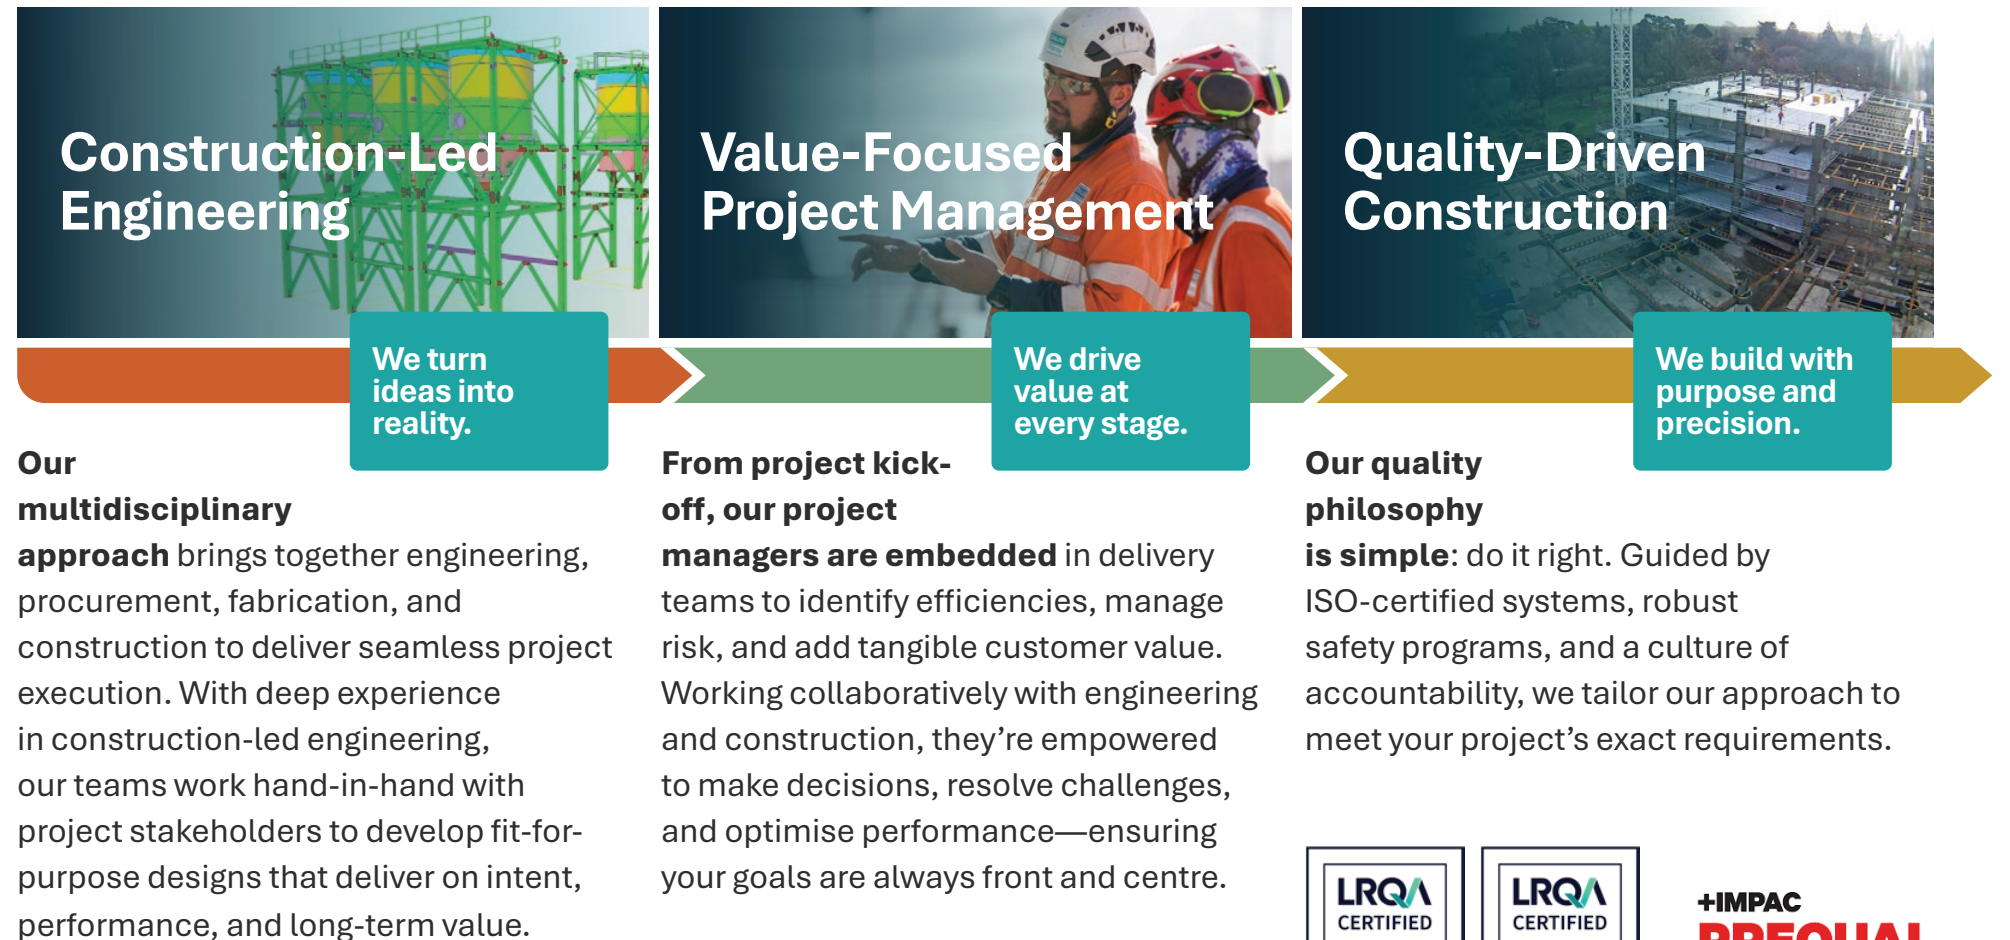 Construction-Led
Engineering
We turn
ideas into
reality.
Our
multidisciplinary
approach brings together engineering,
procurement, fabrication, and
construction to deliver seamless project
execution. With deep experience
in construction-led engineering,
our teams work hand-in-hand with
project stakeholders to develop fit-for-
purpose designs that deliver on intent,
performance, and long-term value.
Value-Focused
Project Management
We drive
value at
every stage.
From project kick-
off, our project
managers are embedded in delivery
teams to identify efficiencies, manage
risk, and add tangible customer value.
Working collaboratively with engineering
and construction, they’re empowered
to make decisions, resolve challenges,
and optimise performance—ensuring
your goals are always front and centre.
Quality-Driven
Construction
We build with
purpose and
precision.
Our quality
philosophy
is simple: do it right. Guided by
ISO-certified systems, robust
safety programs, and a culture of
accountability, we tailor our approach to
meet your project’s exact requirements.
LRQA
CERTIFIED
LRQA
CERTIFIED
+IMPAC
PREQUAL